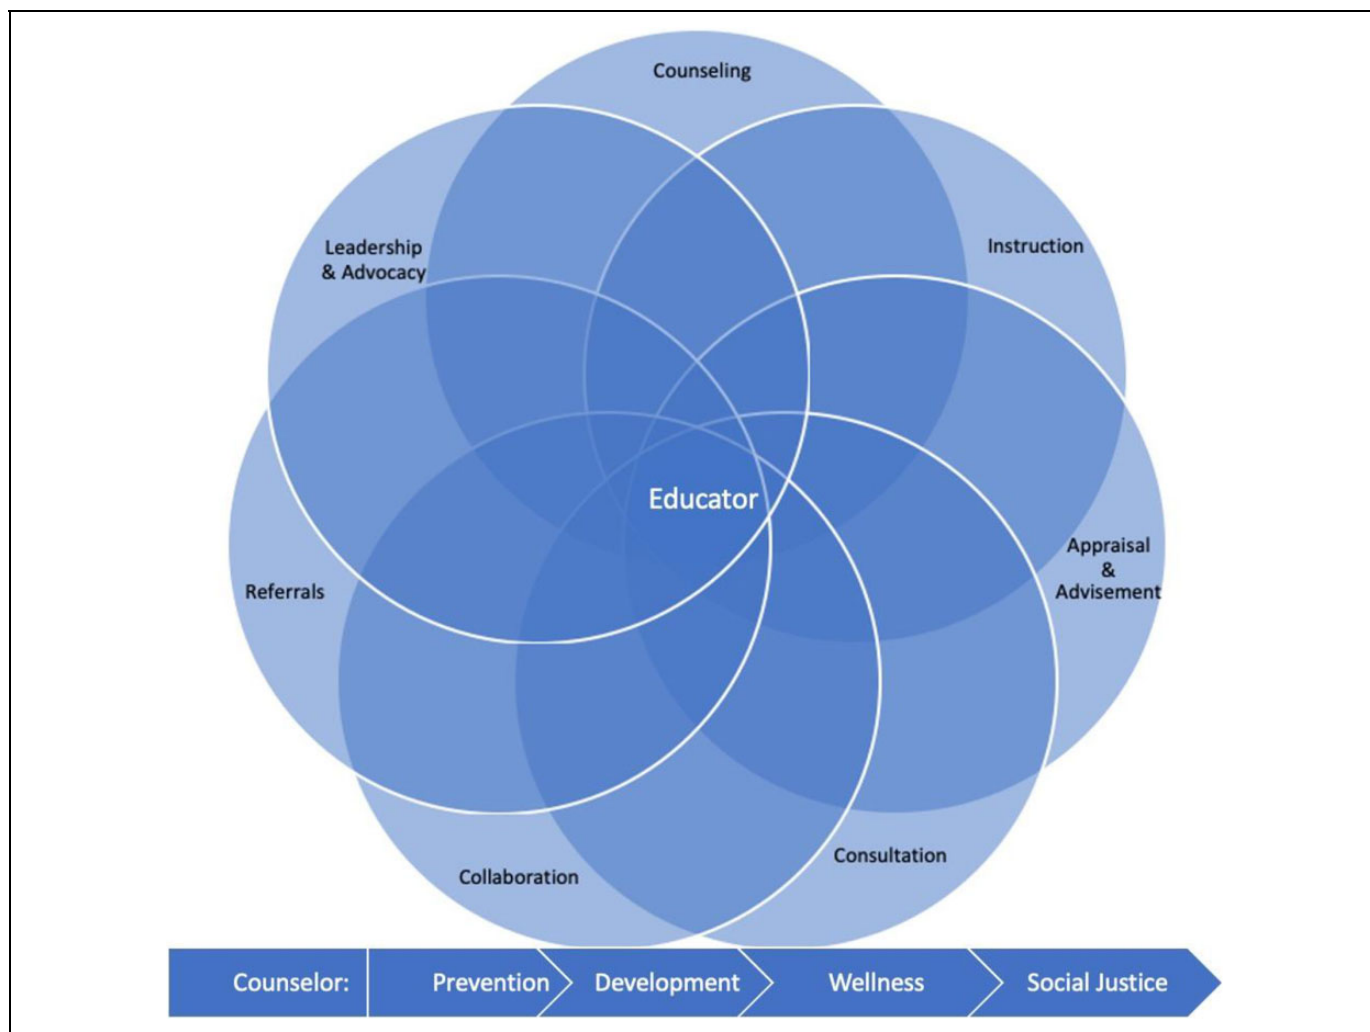 Counseling
Leadership
& Advocacy
Instruction
Educator
Appraisal
&
Advisement
Referrals
Collaboration
Consultation
Counselor:
Prevention
Development
Wellness
Social Justice